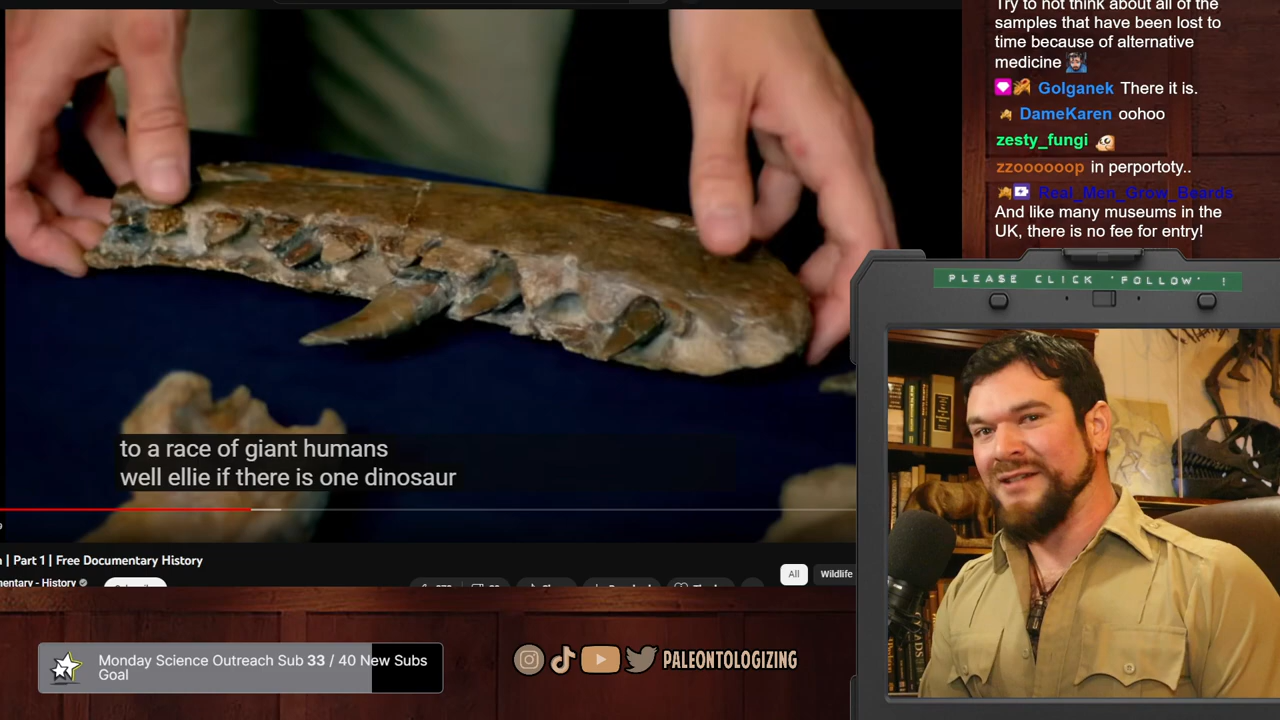 Try to not think about all of the
samples that have been lost to
time because of alternative
medicine
Golganek There it is.
DameKaren oohoo
zesty_fungi
zzoooooop in perportoty..
Real_Men_Grow_Beards
And like many museums in the
UK, there is no fee for entry!
PLEASE CLICK 'FOLLOW' !
to a race of giant humans
well ellie if there is one dinosaur
| Part 1 | Free Documentary History
- History
All
Wildlife
Monday Science Outreach Sub 33 / 40 New Subs
Goal
PALEONTOLOGIZING
CYCADS